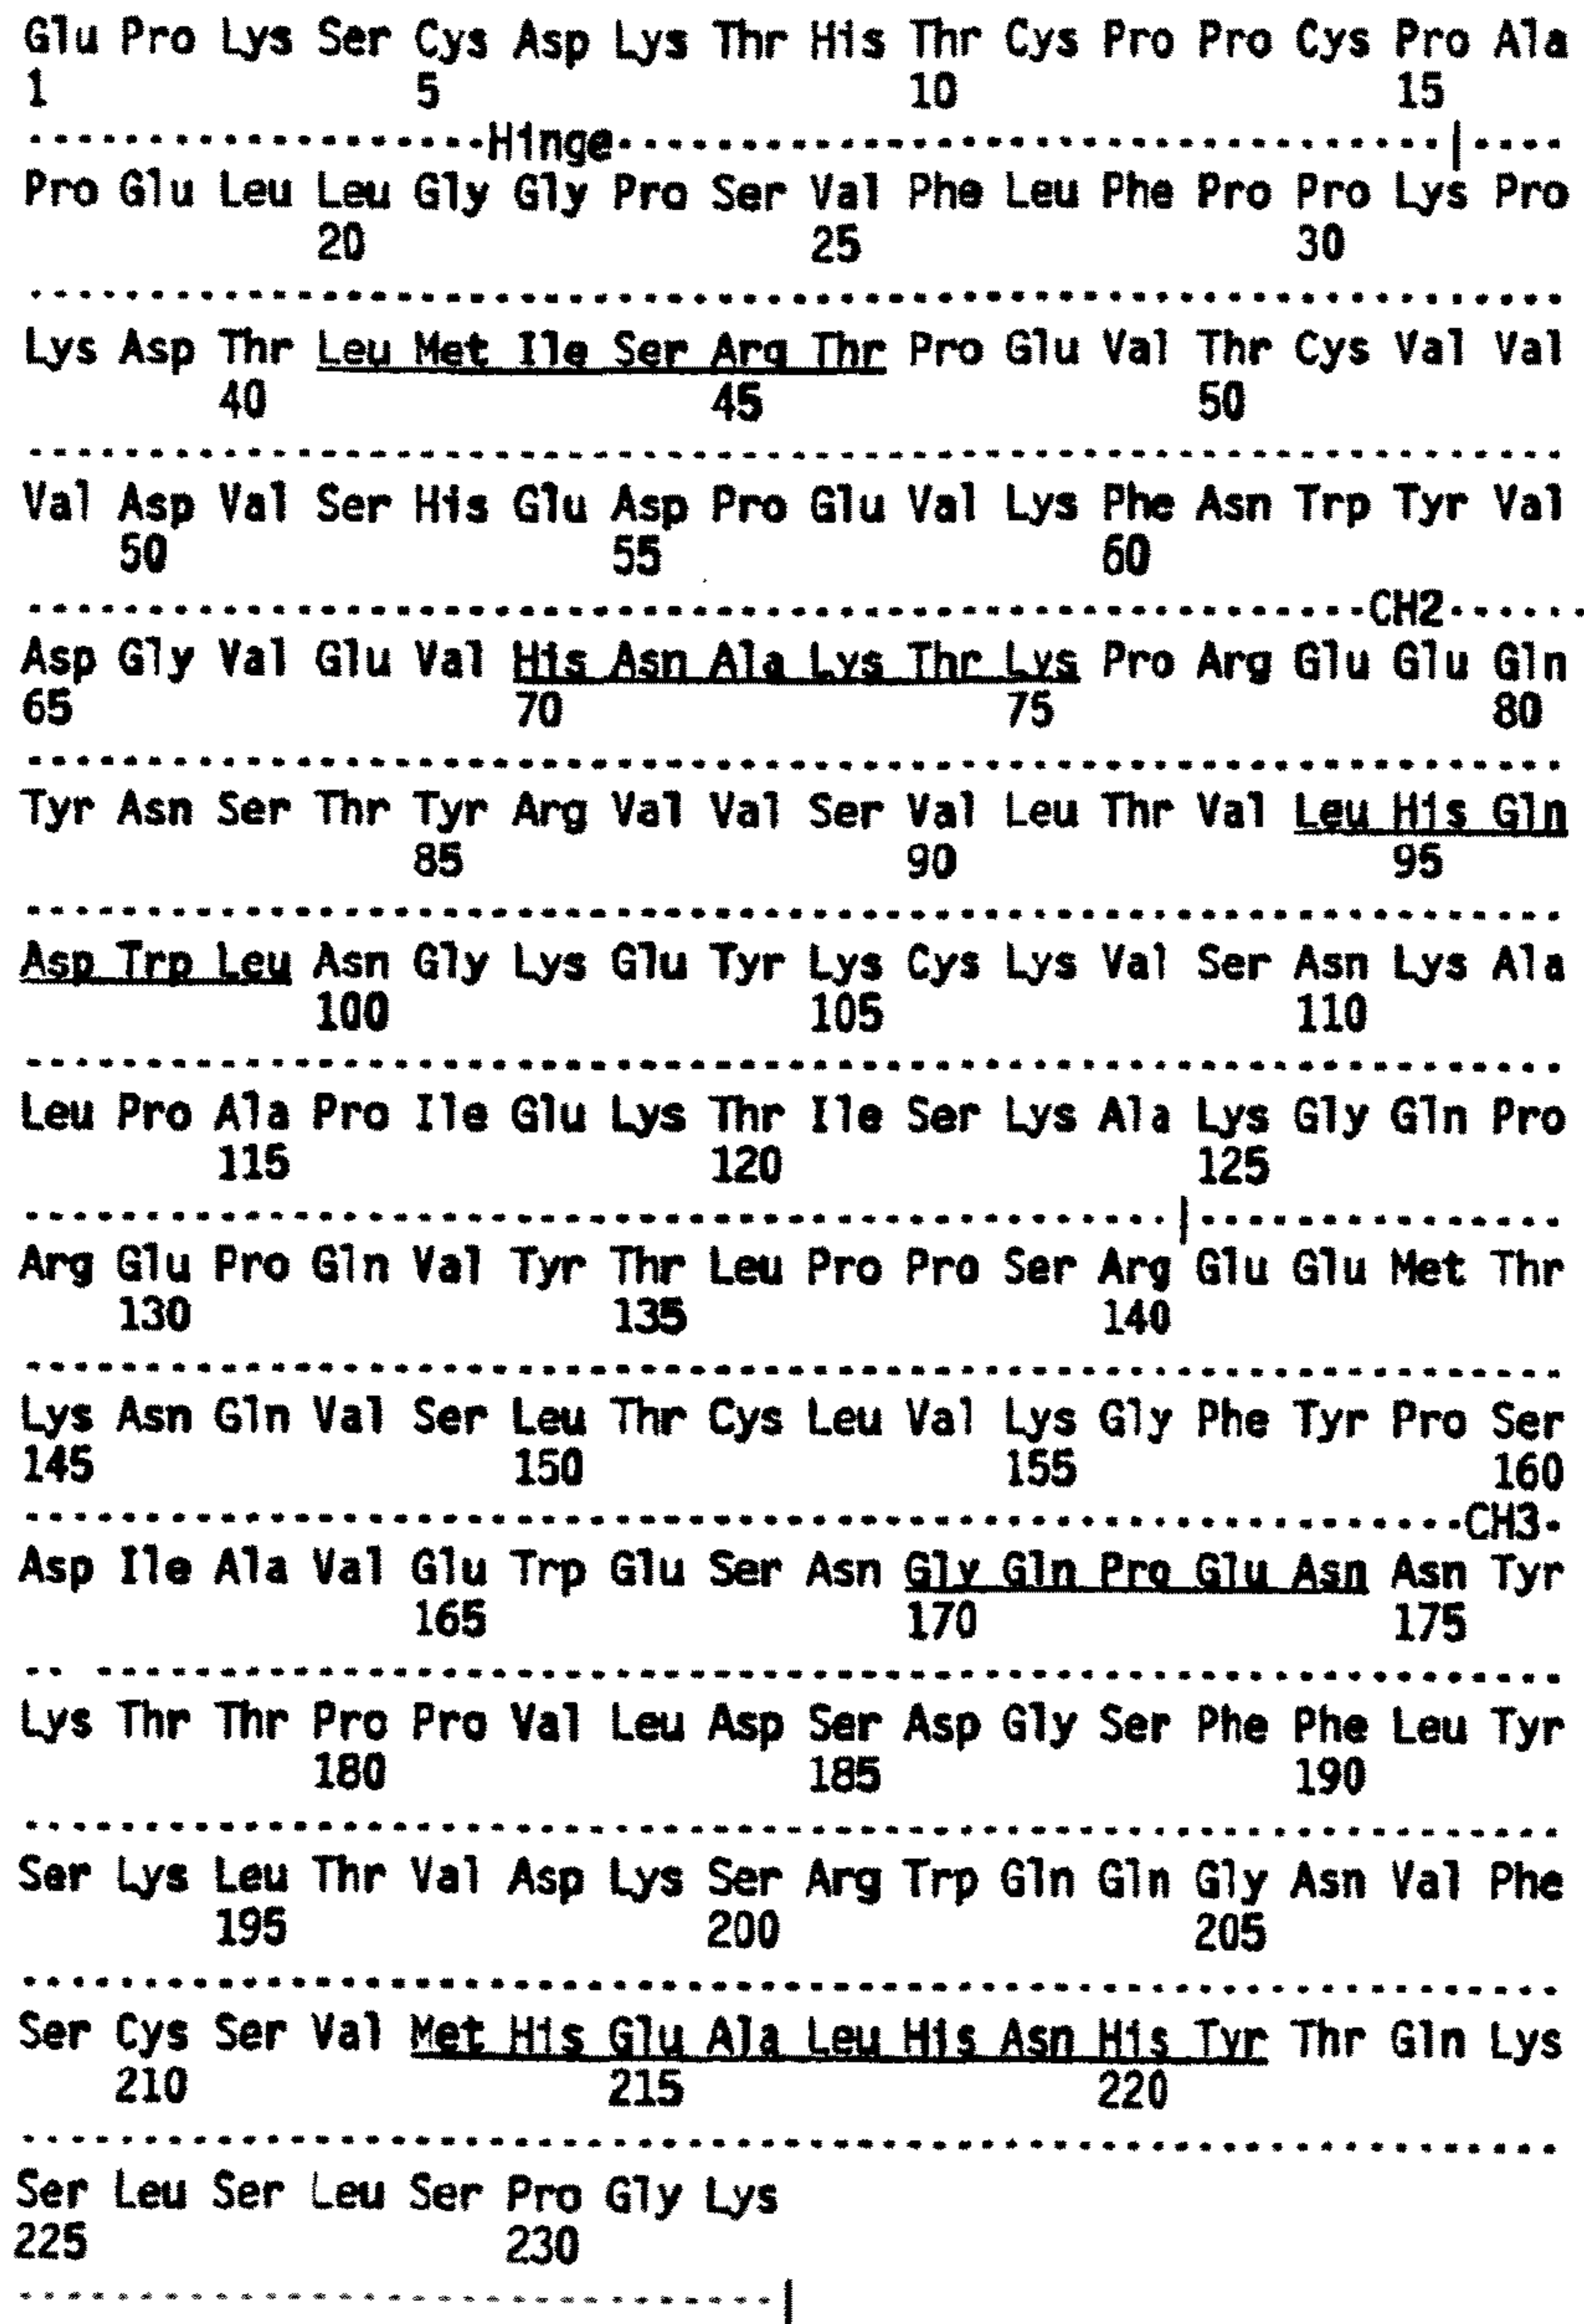 Glu Pro Lys Ser Cys Asp Lys Thr His Thr Cys Pro Pro Cys Pro Ala
1 5 10 15
Hinge
Pro Glu Leu Leu Gly Gly Pro Ser Val Phe Leu Phe Pro Pro Lys Pro
20 25 30
Lys Asp Thr Leu Met Ile Ser Arg Thr Pro Glu Val Thr Cys Val Val
40 45 50
Val Asp Val Ser His Glu Asp Pro Glu Val Lys Phe Asn Trp Tyr Val
50 55 60
CH2
Asp Gly Val Glu Val His Asn Ala Lys Thr Lys Pro Arg Glu Glu Gln
65 70 75 80
Tyr Asn Ser Thr Tyr Arg Val Val Ser Val Leu Thr Val Leu His Gln
85 90 95
Asp Trp Leu Asn Gly Lys Glu Tyr Lys Cys Lys Val Ser Asn Lys Ala
100 105 110
Leu Pro Ala Pro Ile Glu Lys Thr Ile Ser Lys Ala Lys Gly Gln Pro
115 120 125
Arg Glu Pro Gln Val Tyr Thr Leu Pro Pro Ser Arg Glu Glu Met Thr
130 135 140
Lys Asn Gln Val Ser Leu Thr Cys Leu Val Lys Gly Phe Tyr Pro Ser
145 150 155 160
CH3
Asp Ile Ala Val Glu Trp Glu Ser Asn Gly Gln Pro Glu Asn Asn Tyr
165 170 175
Lys Thr Thr Pro Pro Val Leu Asp Ser Asp Gly Ser Phe Phe Leu Tyr
180 185 190
Ser Lys Leu Thr Val Asp Lys Ser Arg Trp Gln Gln Gly Asn Val Phe
195 200 205
Ser Cys Ser Val Met His Glu Ala Leu His Asn His Tyr Thr Gln Lys
210 215 220
Ser Leu Ser Leu Ser Pro Gly Lys
225 230